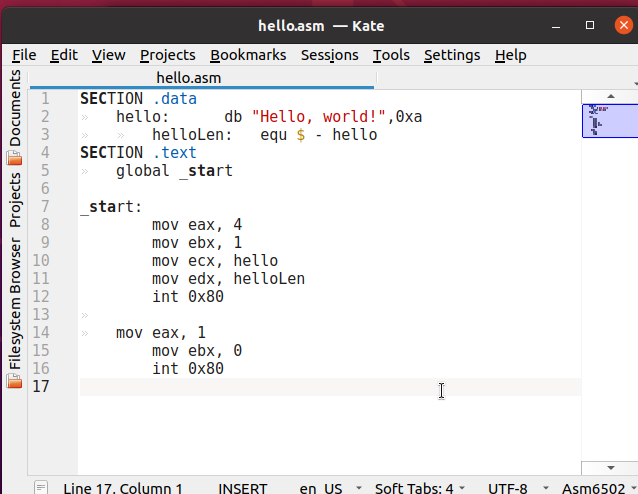 hello.asm — Kate
File Edit View Projects Bookmarks Sessions Tools Settings Help
hello.asm
Documents
Projects
Filesystem Browser
1 SECTION .data
2 » hello: db "Hello, world!",0xa
3 » » helloLen: equ $ - hello
4 SECTION .text
5 » global _start
6
7 _start:
8 mov eax, 4
9 mov ebx, 1
10 mov ecx, hello
11 mov edx, helloLen
12 int 0x80
13 »
14 » mov eax, 1
15 mov ebx, 0
16 int 0x80
17
Line 17, Column 1 INSERT en_US Soft Tabs: 4 UTF-8 Asm6502